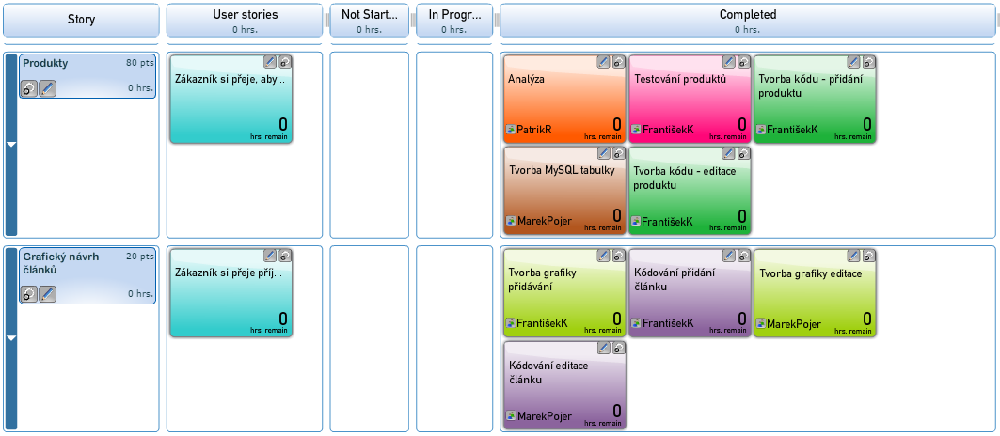 Story
User stories
0 hrs.
Not Start...
0 hrs.
In Progr...
0 hrs.
Completed
0 hrs.
Produkty
80 pts
0 hrs.
Zákazník si přeje, aby...
0
hrs. remain
Analýza
PatrikR
0
hrs. remain
Testování produktů
FrantišekK
0
hrs. remain
Tvorba kódu - přidání
produktu
FrantišekK
0
hrs. remain
Tvorba MySQL tabulky
MarekPojer
0
hrs. remain
Tvorba kódu - editace
produktu
FrantišekK
0
hrs. remain
Grafický návrh
článků
20 pts
0 hrs.
Zákazník si přeje příj...
0
hrs. remain
Tvorba grafiky
přidávání
FrantišekK
0
hrs. remain
Kódování přidání
článku
FrantišekK
0
hrs. remain
Tvorba grafiky editace
MarekPojer
0
hrs. remain
Kódování editace
článku
MarekPojer
0
hrs. remain